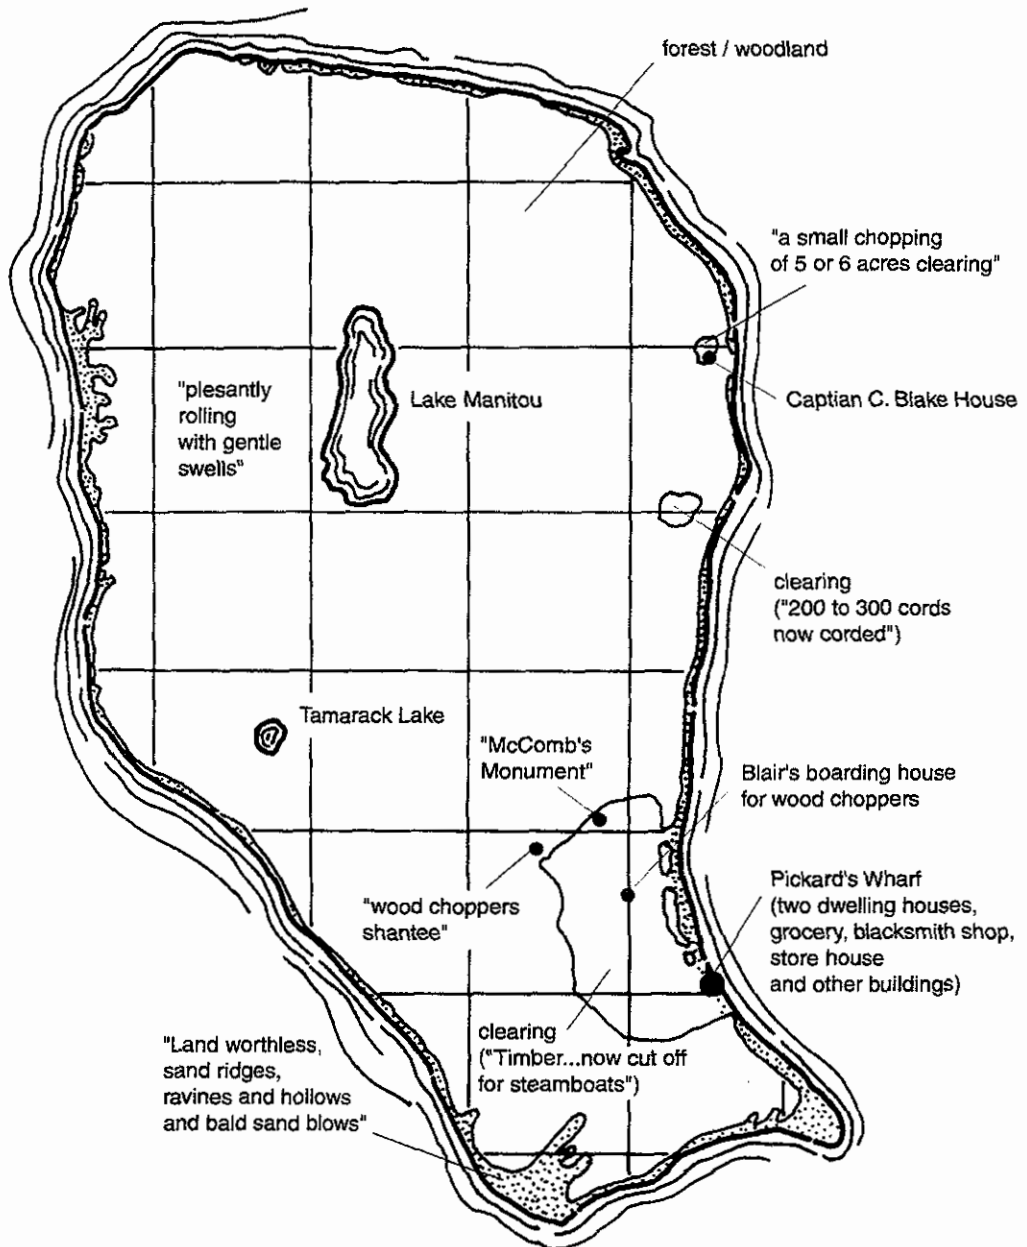 forest / woodland
"a small chopping
of 5 or 6 acres clearing"
"plesantly
rolling
with gentle
swells"
Lake Manitou
Captian C. Blake House
clearing
("200 to 300 cords
now corded")
Tamarack Lake
"McComb's
Monument"
Blair's boarding house
for wood choppers
"wood choppers
shantee"
Pickard's Wharf
(two dwelling houses,
grocery, blacksmith shop,
store house
and other buildings)
clearing
("Timber...now cut off
for steamboats")
"Land worthless,
sand ridges,
ravines and hollows
and bald sand blows"